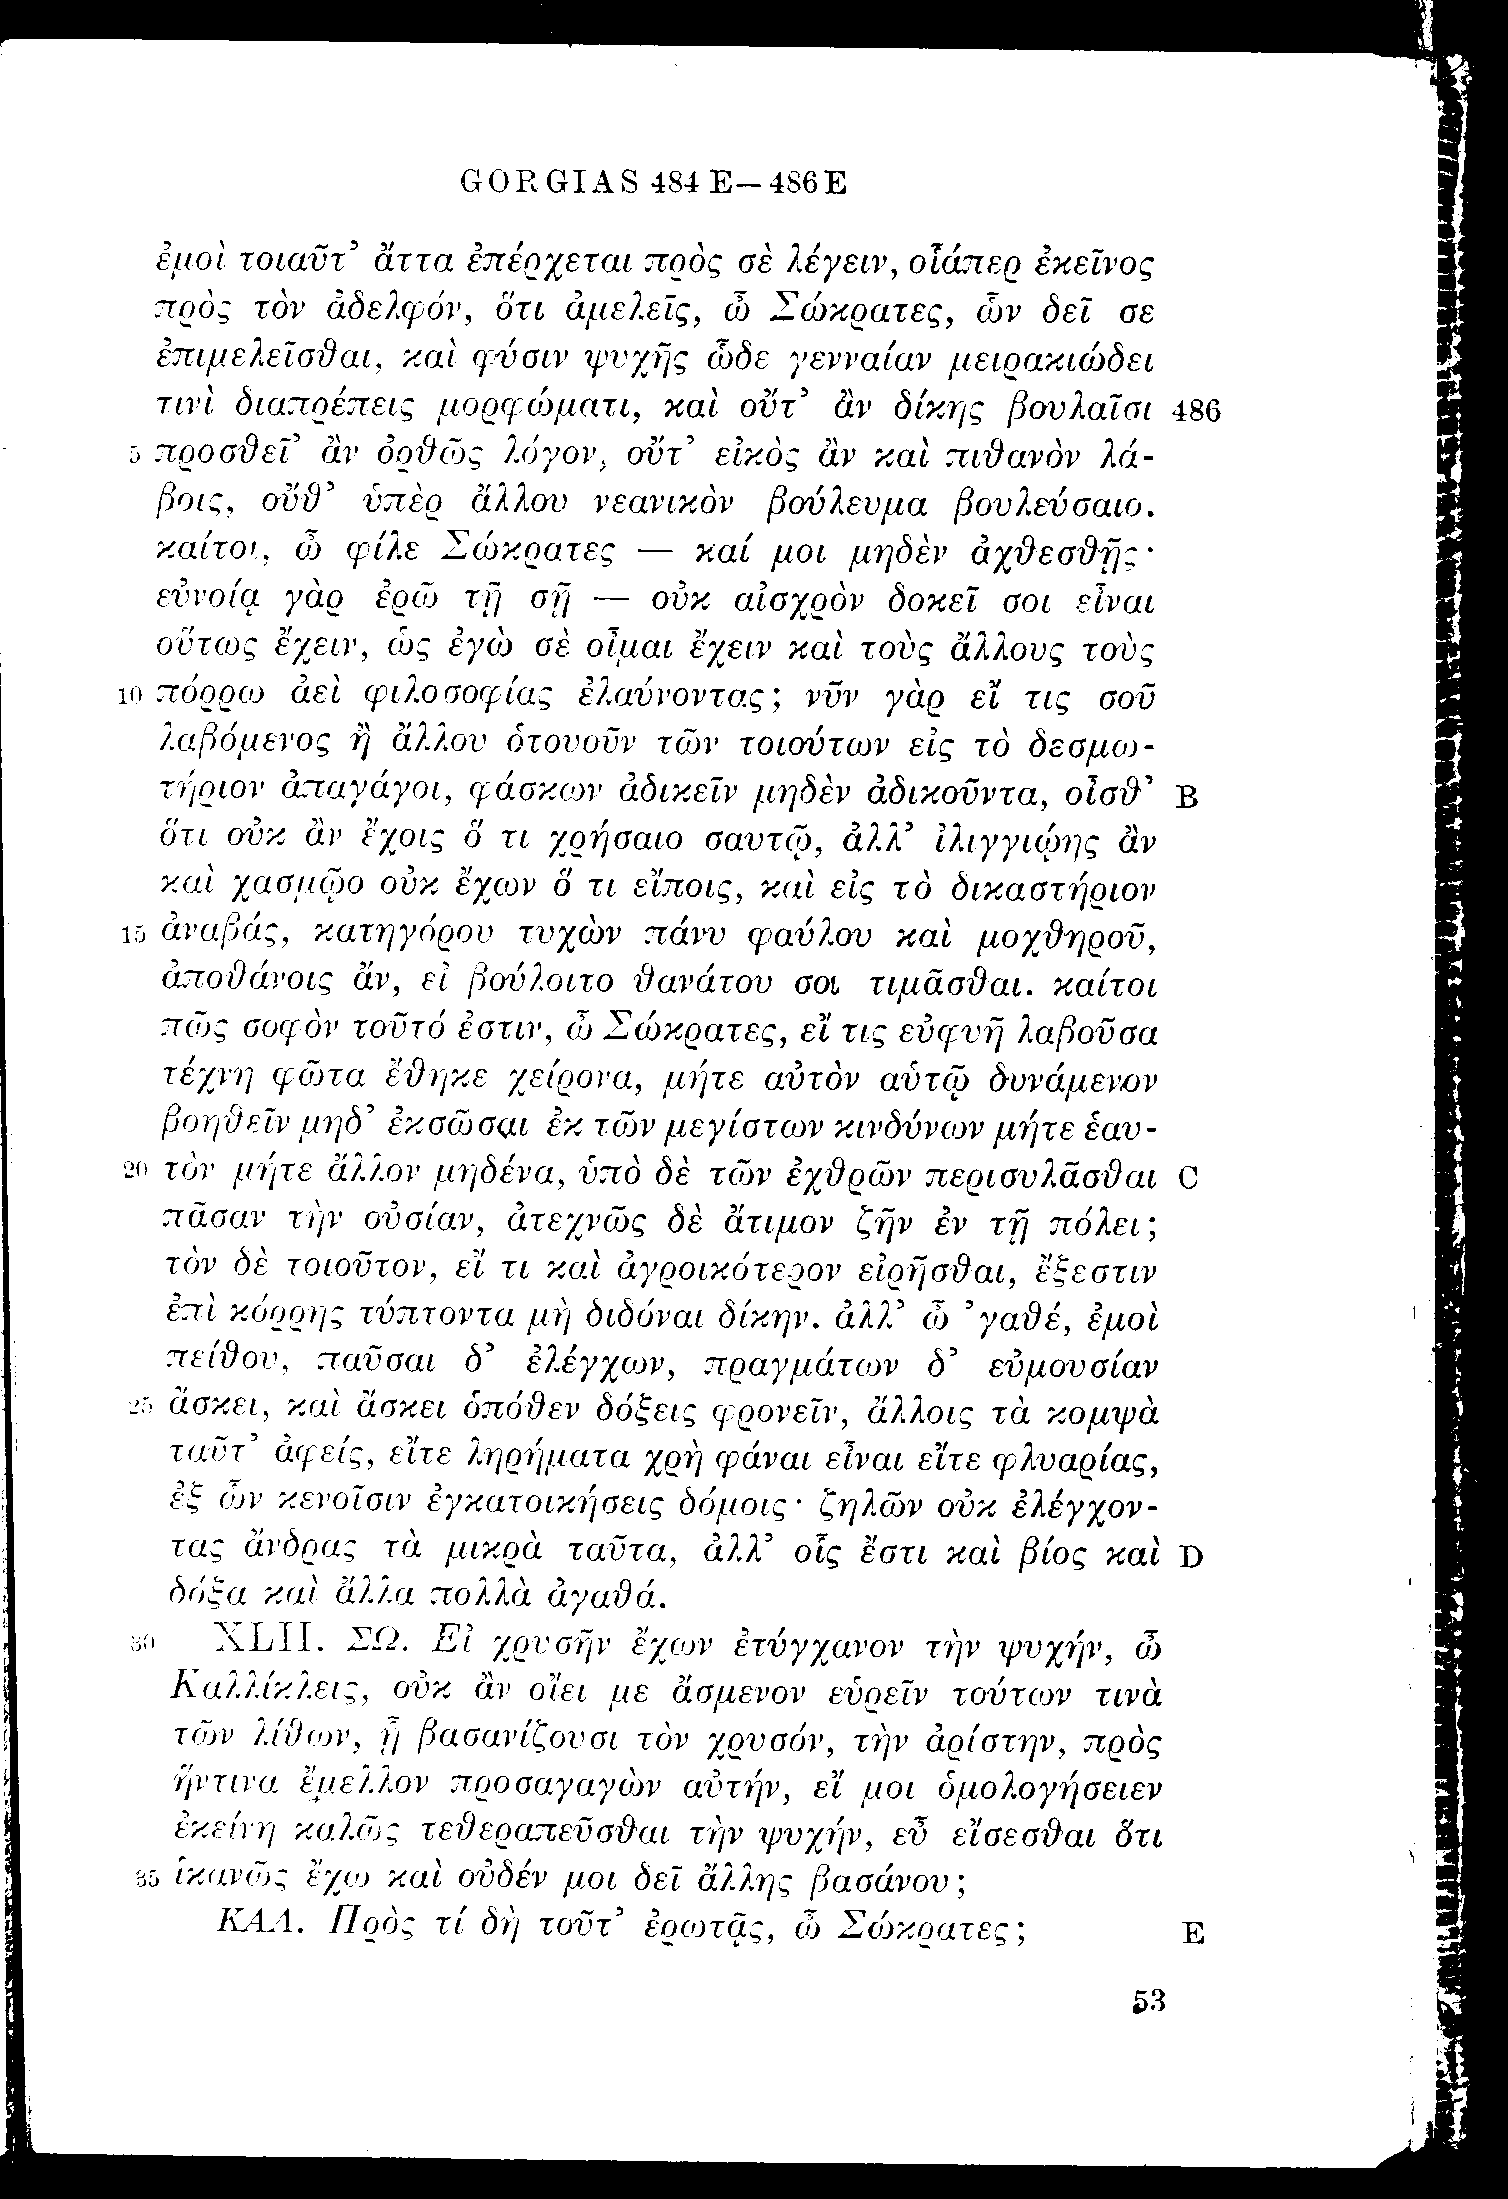 GORGIAS 484 E—486 E
ἐμοὶ τοιαῦτ’ ἄττα ἐπέρχεται πρὸς σὲ λέγειν, οἷάπερ ἐκεῖνος
πρὸς τὸν ἀδελφόν, ὅτι ἀμελεῖς, ὦ Σώκρατες, ὧν δεῖ σε
ἐπιμελεῖσθαι, καὶ φύσιν ψυχῆς ὧδε γενναίαν μειρακιώδει
τινὶ διαπρέπεις μορφώματι, καὶ οὔτ’ ἂν δίκης βουλαῖσι 486
5 προσθεῖ’ ἂν ὀρθῶς λόγον, οὔτ’ εἰκὸς ἂν καὶ πιθανὸν λά-
βοις, οὔθ’ ὑπὲρ ἄλλου νεανικὸν βούλευμα βουλεύσαιο.
καίτοι, ὦ φίλε Σώκρατες — καί μοι μηδὲν ἀχθεσθῇς·
εὐνοίᾳ γὰρ ἐρῶ τῇ σῇ — οὐκ αἰσχρὸν δοκεῖ σοι εἶναι
οὕτως ἔχειν, ὡς ἐγὼ σὲ οἶμαι ἔχειν καὶ τοὺς ἄλλους τοὺς
10 πόρρω ἀεὶ φιλοσοφίας ἐλαύνοντας; νῦν γὰρ εἴ τις σοῦ
λαβόμενος ἢ ἄλλου ὁτουοῦν τῶν τοιούτων εἰς τὸ δεσμω-
τήριον ἀπαγάγοι, φάσκων ἀδικεῖν μηδὲν ἀδικοῦντα, οἶσθ’ B
ὅτι οὐκ ἂν ἔχοις ὅ τι χρήσαιο σαυτῷ, ἀλλ’ ἰλιγγιῴης ἂν
καὶ χασμῷο οὐκ ἔχων ὅ τι εἴποις, καὶ εἰς τὸ δικαστήριον
15 ἀναβάς, κατηγόρου τυχὼν πάνυ φαύλου καὶ μοχθηροῦ,
ἀποθάνοις ἄν, εἰ βούλοιτο θανάτου σοι τιμᾶσθαι. καίτοι
πῶς σοφὸν τοῦτό ἐστιν, ὦ Σώκρατες, εἴ τις εὐφυῆ λαβοῦσα
τέχνη φῶτα ἔθηκε χείρονα, μήτε αὐτὸν αὑτῷ δυνάμενον
βοηθεῖν μηδ’ ἐκσῶσαι ἐκ τῶν μεγίστων κινδύνων μήτε ἑαυ-
20 τὸν μήτε ἄλλον μηδένα, ὑπὸ δὲ τῶν ἐχθρῶν περισυλᾶσθαι C
πᾶσαν τὴν οὐσίαν, ἀτεχνῶς δὲ ἄτιμον ζῆν ἐν τῇ πόλει;
τὸν δὲ τοιοῦτον, εἴ τι καὶ ἀγροικότερον εἰρῆσθαι, ἔξεστιν
ἐπὶ κόρρης τύπτοντα μὴ διδόναι δίκην. ἀλλ’ ὦ ’γαθέ, ἐμοὶ
πείθου, παῦσαι δ’ ἐλέγχων, πραγμάτων δ’ εὐμουσίαν
25 ἄσκει, καὶ ἄσκει ὁπόθεν δόξεις φρονεῖν, ἄλλοις τὰ κομψὰ
ταῦτ’ ἀφείς, εἴτε ληρήματα χρὴ φάναι εἶναι εἴτε φλυαρίας,
ἐξ ὧν κενοῖσιν ἐγκατοικήσεις δόμοις· ζηλῶν οὐκ ἐλέγχον-
τας ἄνδρας τὰ μικρὰ ταῦτα, ἀλλ’ οἷς ἔστι καὶ βίος καὶ D
δόξα καὶ ἄλλα πολλὰ ἀγαθά.
30 XLII. ΣΩ. Εἰ χρυσῆν ἔχων ἐτύγχανον τὴν ψυχήν, ὦ
Καλλίκλεις, οὐκ ἂν οἴει με ἄσμενον εὑρεῖν τούτων τινὰ
τῶν λίθων, ᾗ βασανίζουσι τὸν χρυσόν, τὴν ἀρίστην, πρὸς
ἥντινα ἔμελλον προσαγαγὼν αὐτήν, εἴ μοι ὁμολογήσειεν
ἐκείνη καλῶς τεθεραπεῦσθαι τὴν ψυχήν, εὖ εἴσεσθαι ὅτι
35 ἱκανῶς ἔχω καὶ οὐδέν μοι δεῖ ἄλλης βασάνου;
ΚΑΛ. Πρὸς τί δὴ τοῦτ’ ἐρωτᾷς, ὦ Σώκρατες; E
53